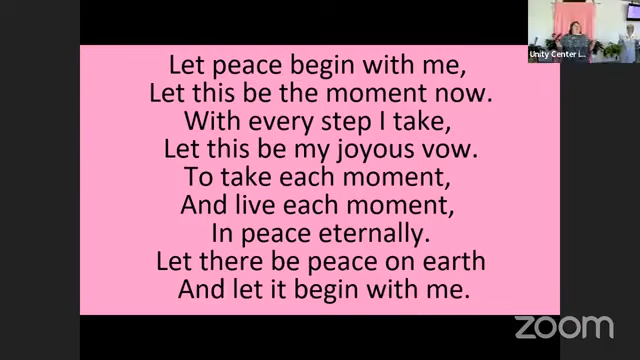 Let peace begin with me,
Let this be the moment now.
With every step I take,
Let this be my joyous vow.
To take each moment,
And live each moment,
In peace eternally.
Let there be peace on earth
And let it begin with me.
Unity Center i...
zoom